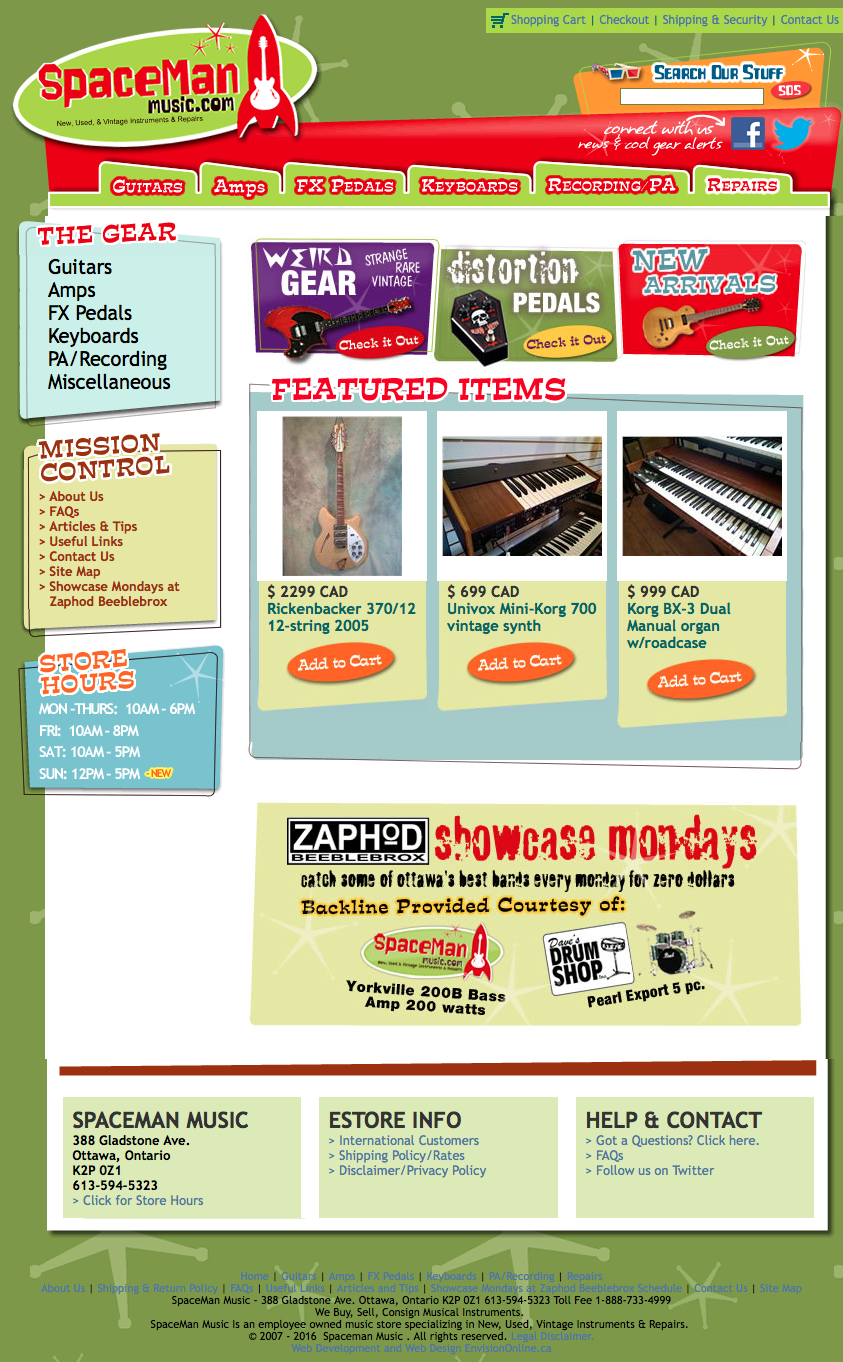 Shopping Cart | Checkout | Shipping & Security | Contact Us
SpaceMan
music.com
New, Used, & Vintage Instruments & Repairs
Search Our Stuff
SOS
connect with us
news & cool gear alerts
Guitars Amps FX Pedals Keyboards Recording/PA Repairs
THE GEAR
Guitars
Amps
FX Pedals
Keyboards
PA/Recording
Miscellaneous
MISSION
CONTROL
> About Us
> FAQs
> Articles & Tips
> Useful Links
> Contact Us
> Site Map
> Showcase Mondays at
Zaphod Beeblebrox
STORE
HOURS
MON -THURS: 10AM - 6PM
FRI: 10AM - 8PM
SAT: 10AM - 5PM
SUN: 12PM - 5PM -NEW
WEIRD
GEAR
STRANGE
RARE
VINTAGE
Check it Out
distortion
PEDALS
Check it Out
NEW
ARRIVALS
Check it Out
FEATURED ITEMS
$ 2299 CAD
Rickenbacker 370/12
12-string 2005
Add to Cart
$ 699 CAD
Univox Mini-Korg 700
vintage synth
Add to Cart
$ 999 CAD
Korg BX-3 Dual
Manual organ
w/roadcase
Add to Cart
ZAPHOD
BEEBLEBROX
showcase mondays
catch some of ottawa's best bands every monday for zero dollars
Backline Provided Courtesy of:
SpaceMan
music.com
New, Used & Vintage Instruments & Repairs
Yorkville 200B Bass
Amp 200 watts
Dave's
DRUM
SHOP
Pearl Export 5 pc.
SPACEMAN MUSIC
388 Gladstone Ave.
Ottawa, Ontario
K2P 0Z1
613-594-5323
> Click for Store Hours
ESTORE INFO
> International Customers
> Shipping Policy/Rates
> Disclaimer/Privacy Policy
HELP & CONTACT
> Got a Questions? Click here.
> FAQs
> Follow us on Twitter
Home | Guitars | Amps | FX Pedals | Keyboards | PA/Recording | Repairs
About Us | Shipping & Return Policy | FAQs | Useful Links | Articles and Tips | Showcase Mondays at Zaphod Beeblebrox Schedule | Contact Us | Site Map
SpaceMan Music - 388 Gladstone Ave. Ottawa, Ontario K2P 0Z1 613-594-5323 Toll Fee 1-888-733-4999
We Buy, Sell, Consign Musical Instruments.
SpaceMan Music is an employee owned music store specializing in New, Used, Vintage Instruments & Repairs.
© 2007 - 2016 Spaceman Music . All rights reserved. Legal Disclaimer.
Web Development and Web Design EnvisionOnline.ca